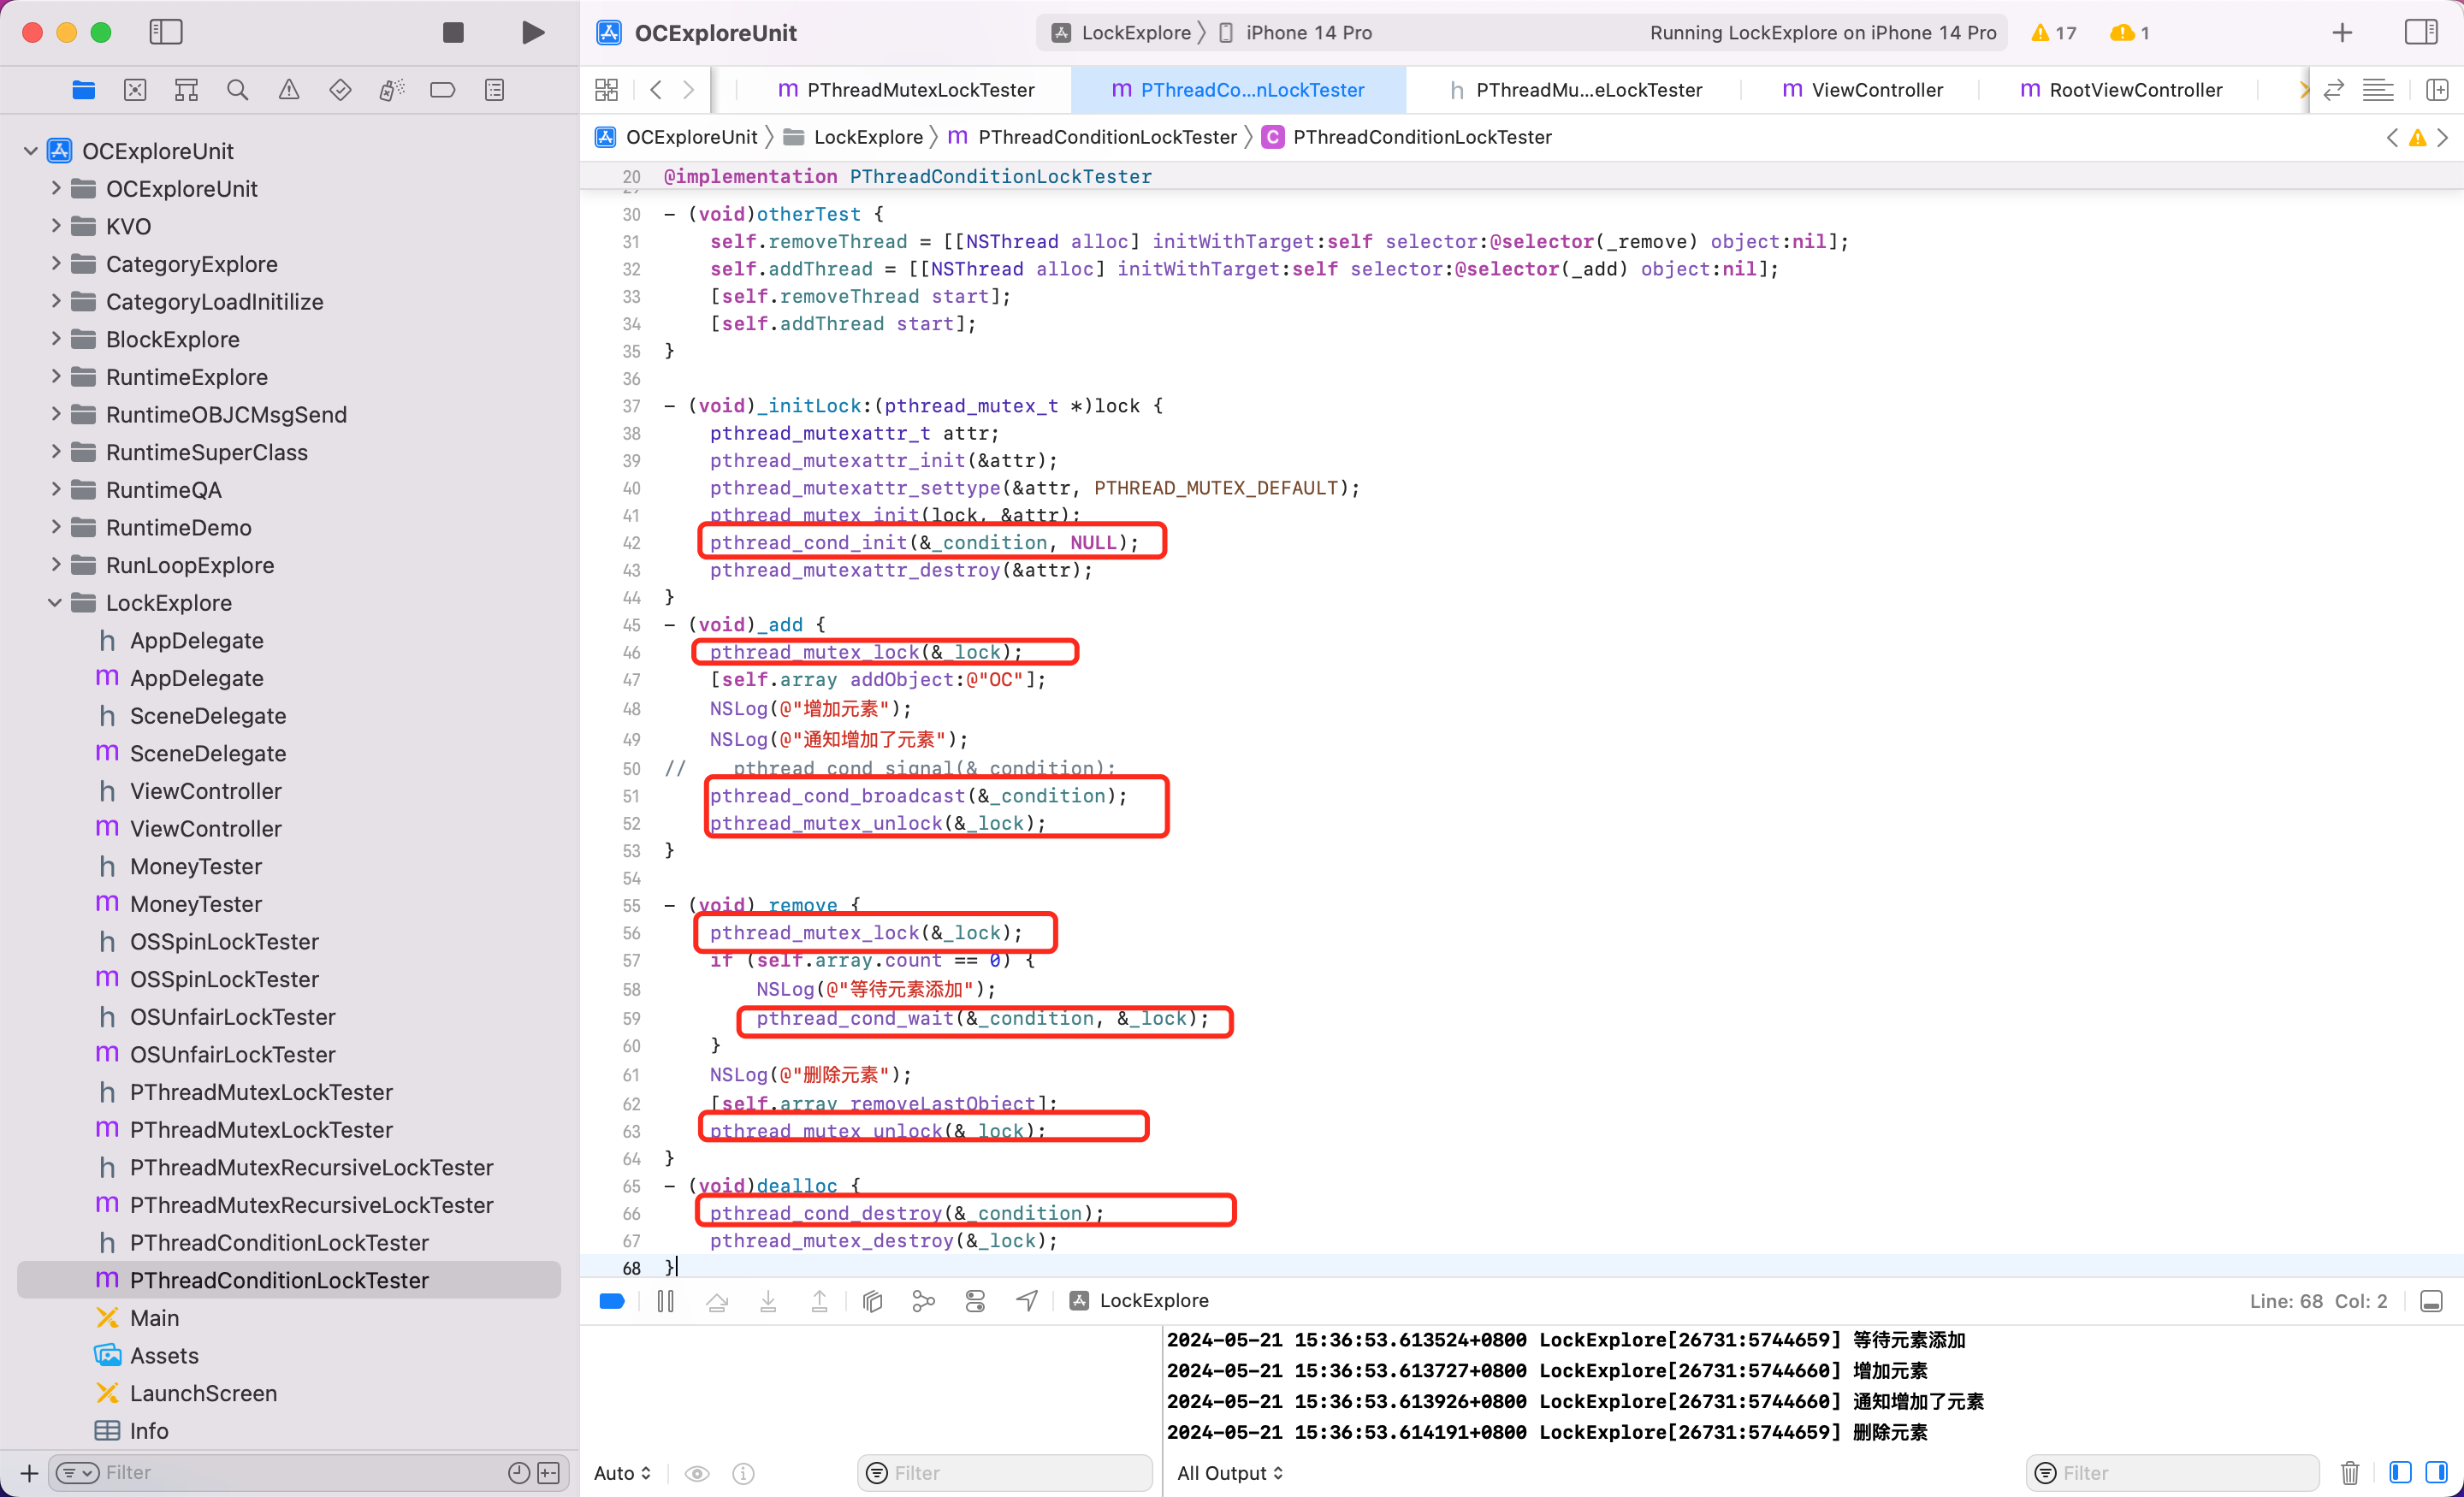 OCExploreUnit
LockExplore
iPhone 14 Pro
Running LockExplore on iPhone 14 Pro
17
1
m PThreadMutexLockTester
m PThreadCo...nLockTester
h PThreadMu...eLockTester
m ViewController
m RootViewController
OCExploreUnit
LockExplore
m PThreadConditionLockTester
C PThreadConditionLockTester
OCExploreUnit
OCExploreUnit
KVO
CategoryExplore
CategoryLoadInitilize
BlockExplore
RuntimeExplore
RuntimeOBJCMsgSend
RuntimeSuperClass
RuntimeQA
RuntimeDemo
RunLoopExplore
LockExplore
h AppDelegate
m AppDelegate
h SceneDelegate
m SceneDelegate
h ViewController
m ViewController
h MoneyTester
m MoneyTester
h OSSpinLockTester
m OSSpinLockTester
h OSUnfairLockTester
m OSUnfairLockTester
h PThreadMutexLockTester
m PThreadMutexLockTester
h PThreadMutexRecursiveLockTester
m PThreadMutexRecursiveLockTester
h PThreadConditionLockTester
m PThreadConditionLockTester
Main
Assets
LaunchScreen
Info
Filter
20 @implementation PThreadConditionLockTester
30 - (void)otherTest {
31 self.removeThread = [[NSThread alloc] initWithTarget:self selector:@selector(_remove) object:nil];
32 self.addThread = [[NSThread alloc] initWithTarget:self selector:@selector(_add) object:nil];
33 [self.removeThread start];
34 [self.addThread start];
35 }
36
37 - (void)_initLock:(pthread_mutex_t *)lock {
38 pthread_mutexattr_t attr;
39 pthread_mutexattr_init(&attr);
40 pthread_mutexattr_settype(&attr, PTHREAD_MUTEX_DEFAULT);
41 pthread_mutex_init(lock, &attr);
42 pthread_cond_init(&_condition, NULL);
43 pthread_mutexattr_destroy(&attr);
44 }
45 - (void)_add {
46 pthread_mutex_lock(&_lock);
47 [self.array addObject:@"OC"];
48 NSLog(@"增加元素");
49 NSLog(@"通知增加了元素");
50 // pthread_cond_signal(&_condition);
51 pthread_cond_broadcast(&_condition);
52 pthread_mutex_unlock(&_lock);
53 }
54
55 - (void)_remove {
56 pthread_mutex_lock(&_lock);
57 if (self.array.count == 0) {
58 NSLog(@"等待元素添加");
59 pthread_cond_wait(&_condition, &_lock);
60 }
61 NSLog(@"删除元素");
62 [self.array removeLastObject];
63 pthread_mutex_unlock(&_lock);
64 }
65 - (void)dealloc {
66 pthread_cond_destroy(&_condition);
67 pthread_mutex_destroy(&_lock);
68 }
LockExplore
Line: 68 Col: 2
2024-05-21 15:36:53.613524+0800 LockExplore[26731:5744659] 等待元素添加
2024-05-21 15:36:53.613727+0800 LockExplore[26731:5744660] 增加元素
2024-05-21 15:36:53.613926+0800 LockExplore[26731:5744660] 通知增加了元素
2024-05-21 15:36:53.614191+0800 LockExplore[26731:5744659] 删除元素
Auto
Filter
All Output
Filter